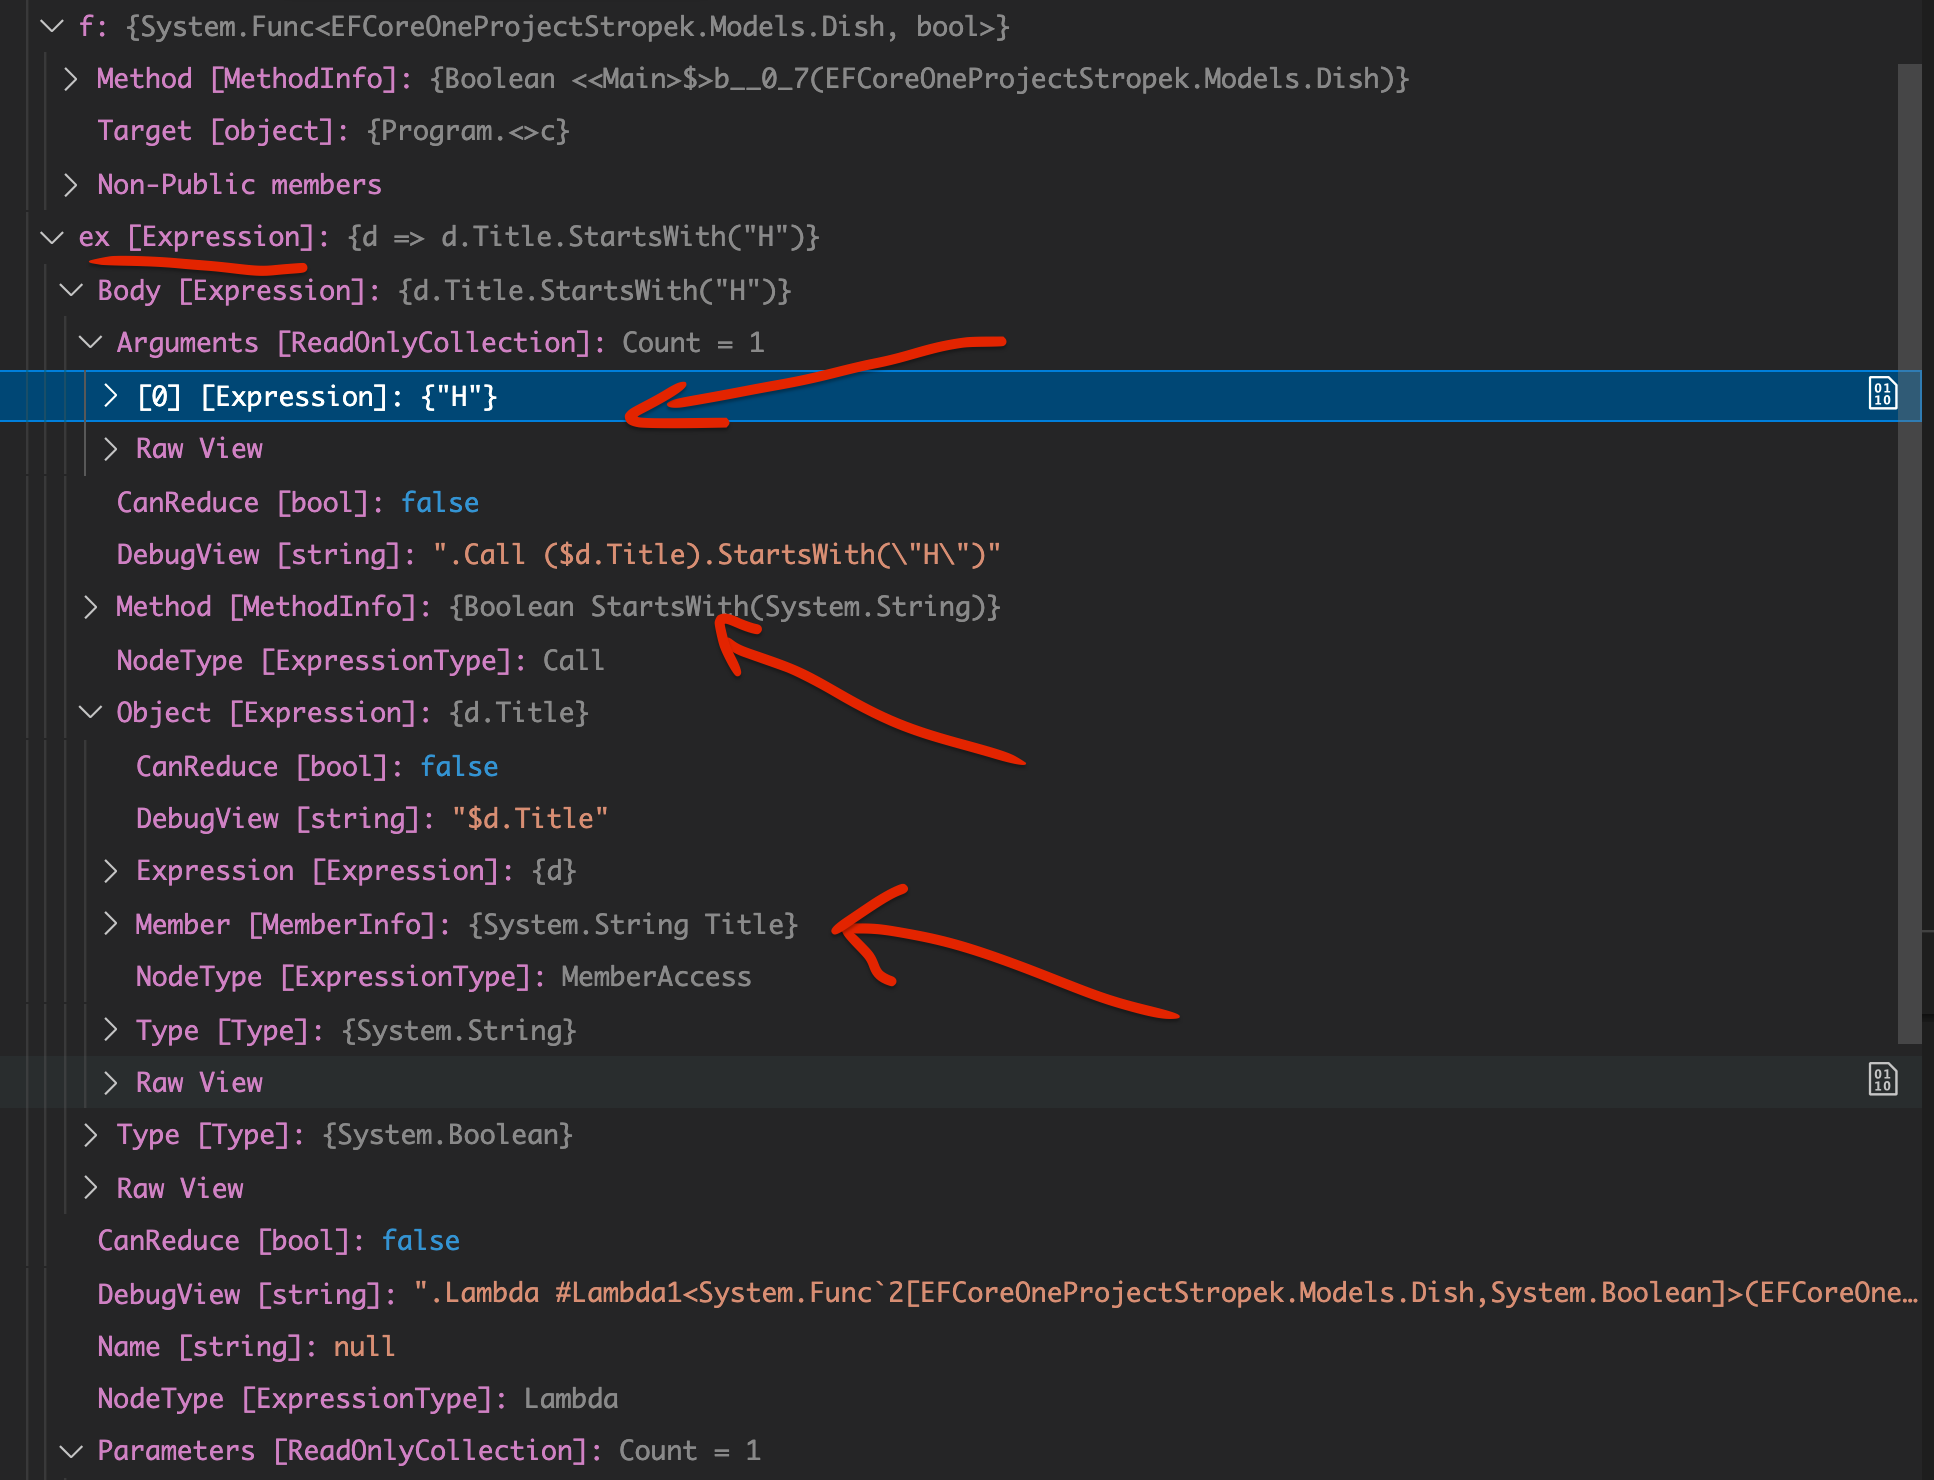 f: {System.Func<EFCoreOneProjectStropek.Models.Dish, bool>}
Method [MethodInfo]: {Boolean <<Main>$>b__0_7(EFCoreOneProjectStropek.Models.Dish)}
Target [object]: {Program.<>c}
Non-Public members
ex [Expression]: {d => d.Title.StartsWith("H")}
Body [Expression]: {d.Title.StartsWith("H")}
Arguments [ReadOnlyCollection]: Count = 1
[0] [Expression]: {"H"}
Raw View
CanReduce [bool]: false
DebugView [string]: ".Call ($d.Title).StartsWith(\"H\")"
Method [MethodInfo]: {Boolean StartsWith(System.String)}
NodeType [ExpressionType]: Call
Object [Expression]: {d.Title}
CanReduce [bool]: false
DebugView [string]: "$d.Title"
Expression [Expression]: {d}
Member [MemberInfo]: {System.String Title}
NodeType [ExpressionType]: MemberAccess
Type [Type]: {System.String}
Raw View
Type [Type]: {System.Boolean}
Raw View
CanReduce [bool]: false
DebugView [string]: ".Lambda #Lambda1<System.Func`2[EFCoreOneProjectStropek.Models.Dish,System.Boolean]>(EFCoreOne…
Name [string]: null
NodeType [ExpressionType]: Lambda
Parameters [ReadOnlyCollection]: Count = 1